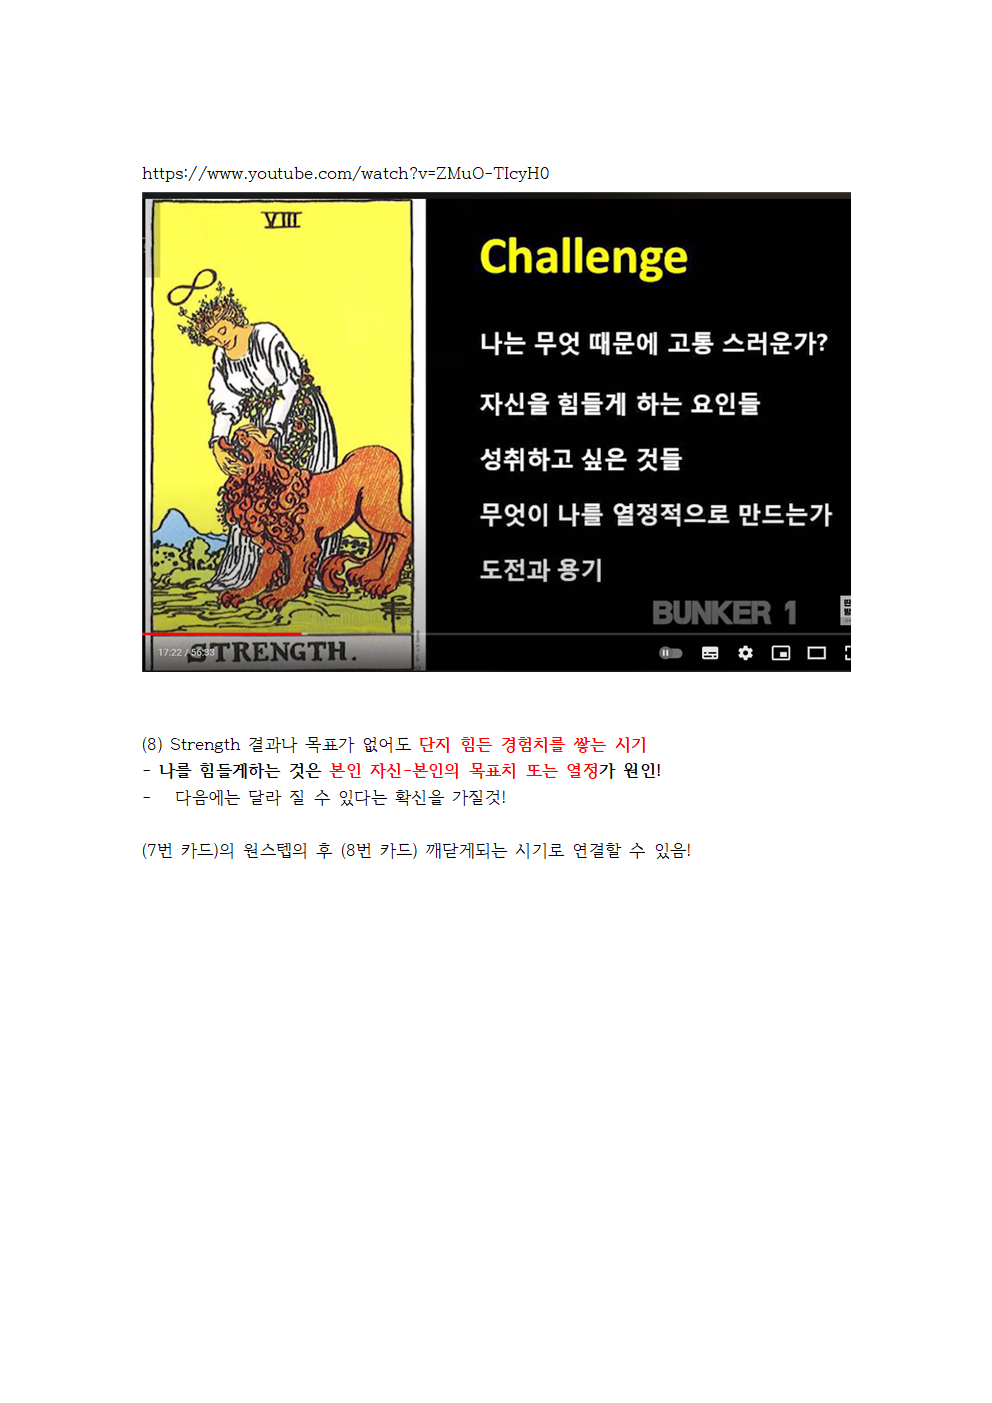 https://www.youtube.com/watch?v=ZMuO-TIcyH0
VIII
Challenge
나는 무엇 때문에 고통 스러운가?
자신을 힘들게 하는 요인들
성취하고 싶은 것들
무엇이 나를 열정적으로 만드는가
도전과 용기
BUNKER 1
STRENGTH.
17:22 / 56:33
(8) Strength 결과나 목표가 없어도 단지 힘든 경험치를 쌓는 시기
- 나를 힘들게하는 것은 본인 자신-본인의 목표치 또는 열정가 원인!
- 다음에는 달라 질 수 있다는 확신을 가질것!
(7번 카드)의 원스텝의 후 (8번 카드) 깨닫게되는 시기로 연결할 수 있음!